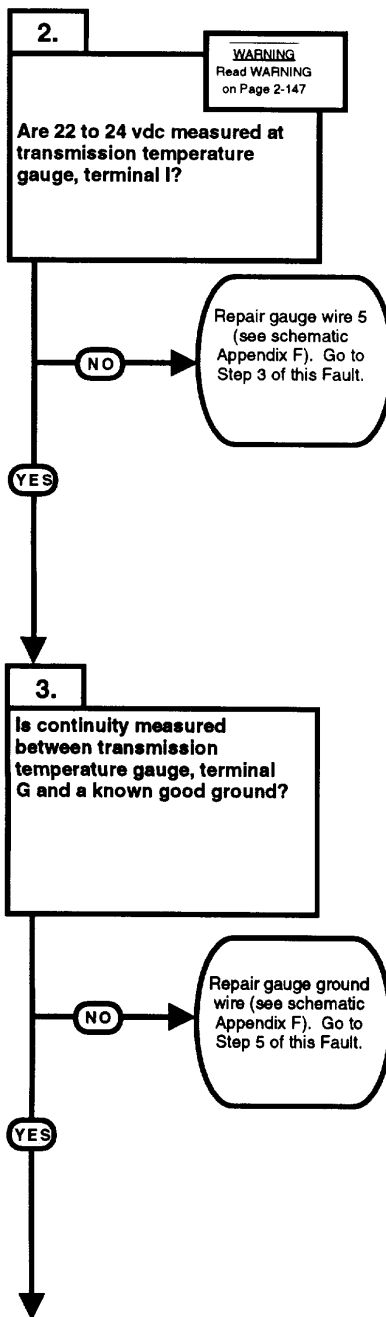 2.
WARNING
Read WARNING
on Page 2-147
Are 22 to 24 vdc measured at
transmission temperature
gauge, terminal I?
NO
Repair gauge wire 5
(see schematic
Appendix F). Go to
Step 3 of this Fault.
YES
3.
Is continuity measured
between transmission
temperature gauge, terminal
G and a known good ground?
NO
Repair gauge ground
wire (see schematic
Appendix F). Go to
Step 5 of this Fault.
YES